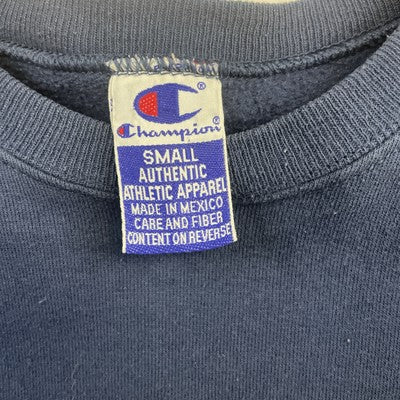 Champion
SMALL
AUTHENTIC
ATHLETIC APPAREL
MADE IN MEXICO
CARE AND FIBER
CONTENT ON REVERSE